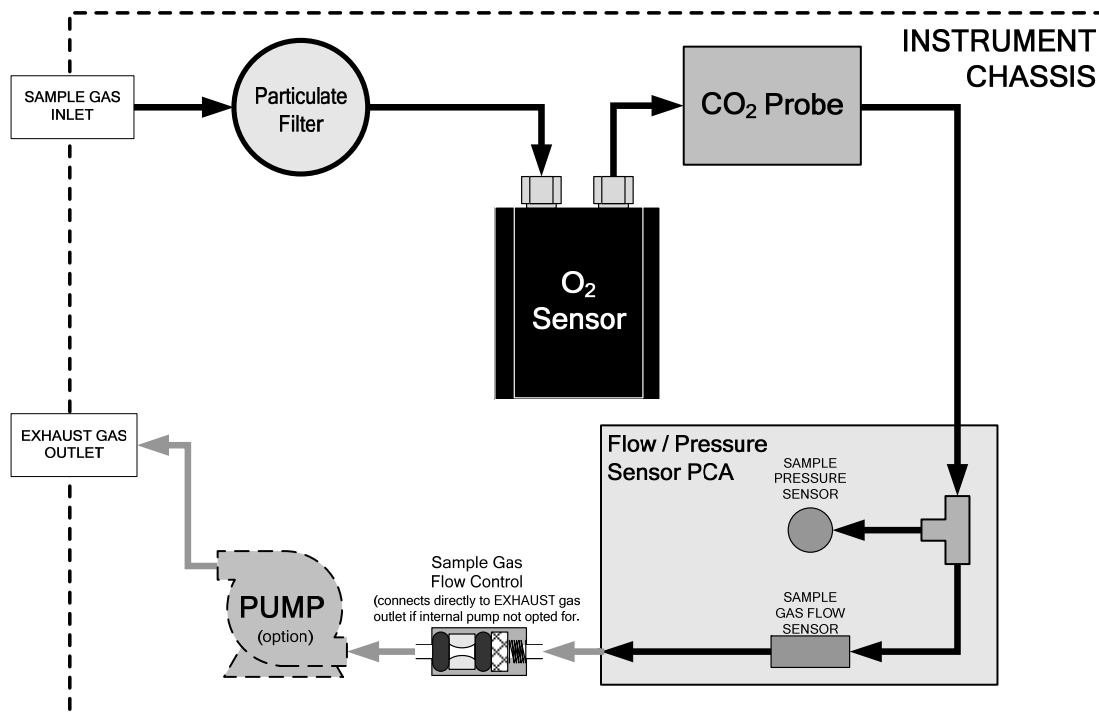 INSTRUMENT
CHASSIS
SAMPLE GAS
INLET
Particulate
Filter
CO₂ Probe
O₂
Sensor
EXHAUST GAS
OUTLET
Flow / Pressure
Sensor PCA
SAMPLE
PRESSURE
SENSOR
Sample Gas
Flow Control
(connects directly to EXHAUST gas
outlet if internal pump not opted for.
SAMPLE
GAS FLOW
SENSOR
PUMP
(option)